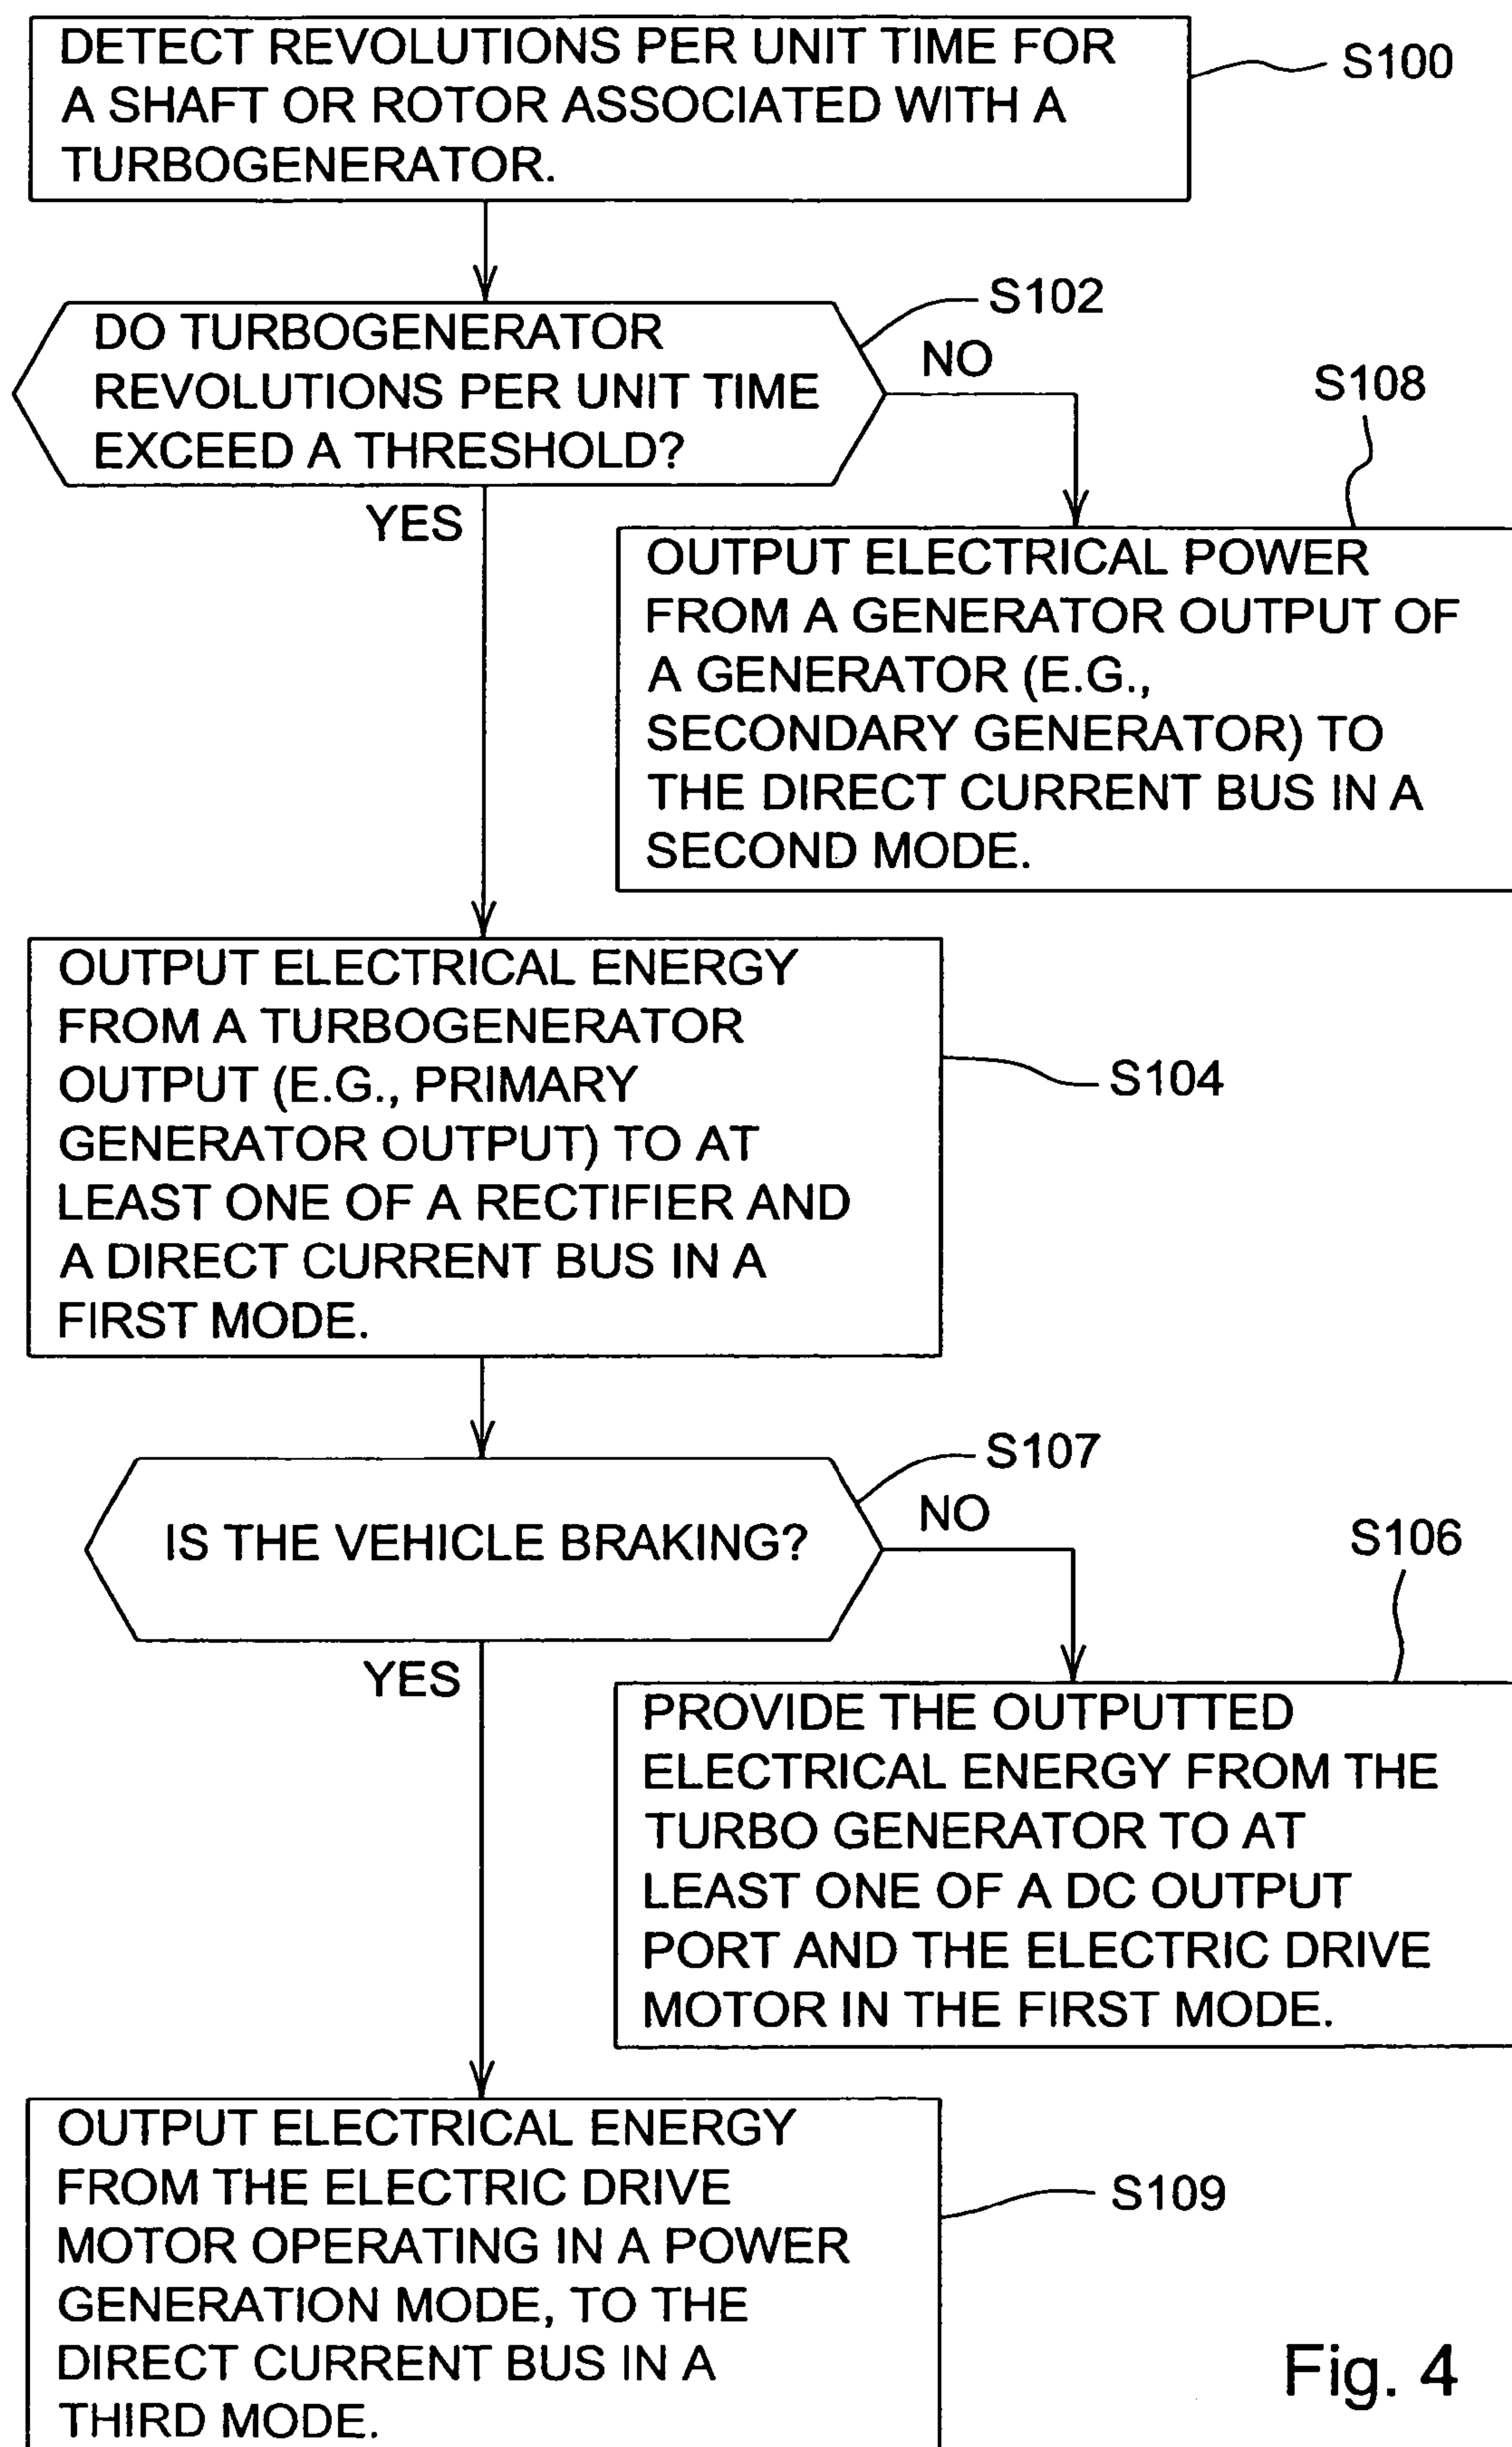 DETECT REVOLUTIONS PER UNIT TIME FOR
A SHAFT OR ROTOR ASSOCIATED WITH A
TURBOGENERATOR.
S100
DO TURBOGENERATOR
REVOLUTIONS PER UNIT TIME
EXCEED A THRESHOLD?
S102
NO
YES
S108
OUTPUT ELECTRICAL POWER
FROM A GENERATOR OUTPUT OF
A GENERATOR (E.G.,
SECONDARY GENERATOR) TO
THE DIRECT CURRENT BUS IN A
SECOND MODE.
OUTPUT ELECTRICAL ENERGY
FROM A TURBOGENERATOR
OUTPUT (E.G., PRIMARY
GENERATOR OUTPUT) TO AT
LEAST ONE OF A RECTIFIER AND
A DIRECT CURRENT BUS IN A
FIRST MODE.
S104
IS THE VEHICLE BRAKING?
S107
NO
YES
S106
PROVIDE THE OUTPUTTED
ELECTRICAL ENERGY FROM THE
TURBO GENERATOR TO AT
LEAST ONE OF A DC OUTPUT
PORT AND THE ELECTRIC DRIVE
MOTOR IN THE FIRST MODE.
OUTPUT ELECTRICAL ENERGY
FROM THE ELECTRIC DRIVE
MOTOR OPERATING IN A POWER
GENERATION MODE, TO THE
DIRECT CURRENT BUS IN A
THIRD MODE.
S109
Fig. 4